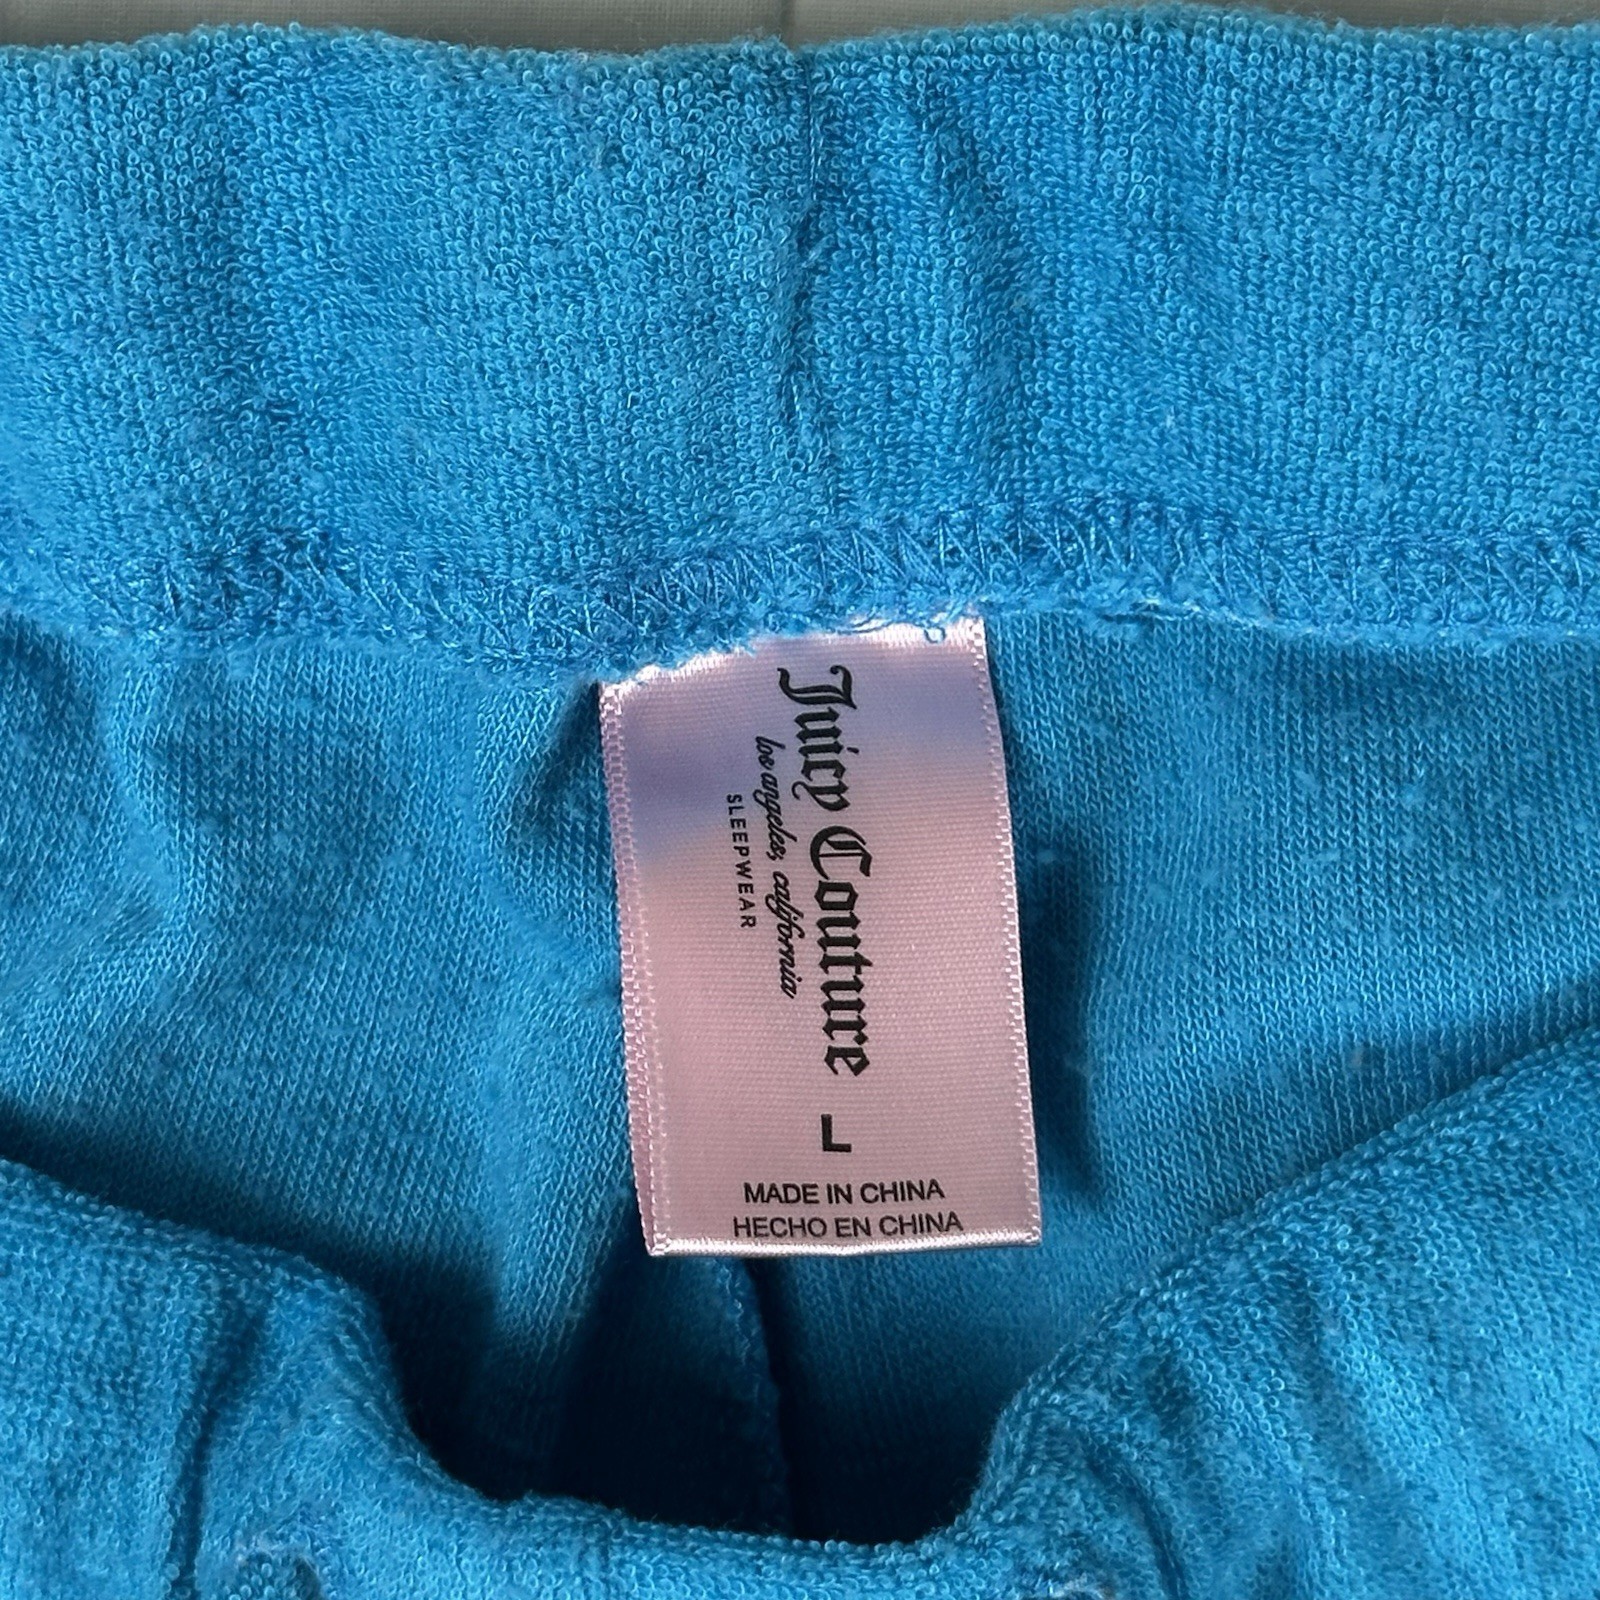 Juicy Couture
los angeles, california
SLEEPWEAR
L
MADE IN CHINA
HECHO EN CHINA